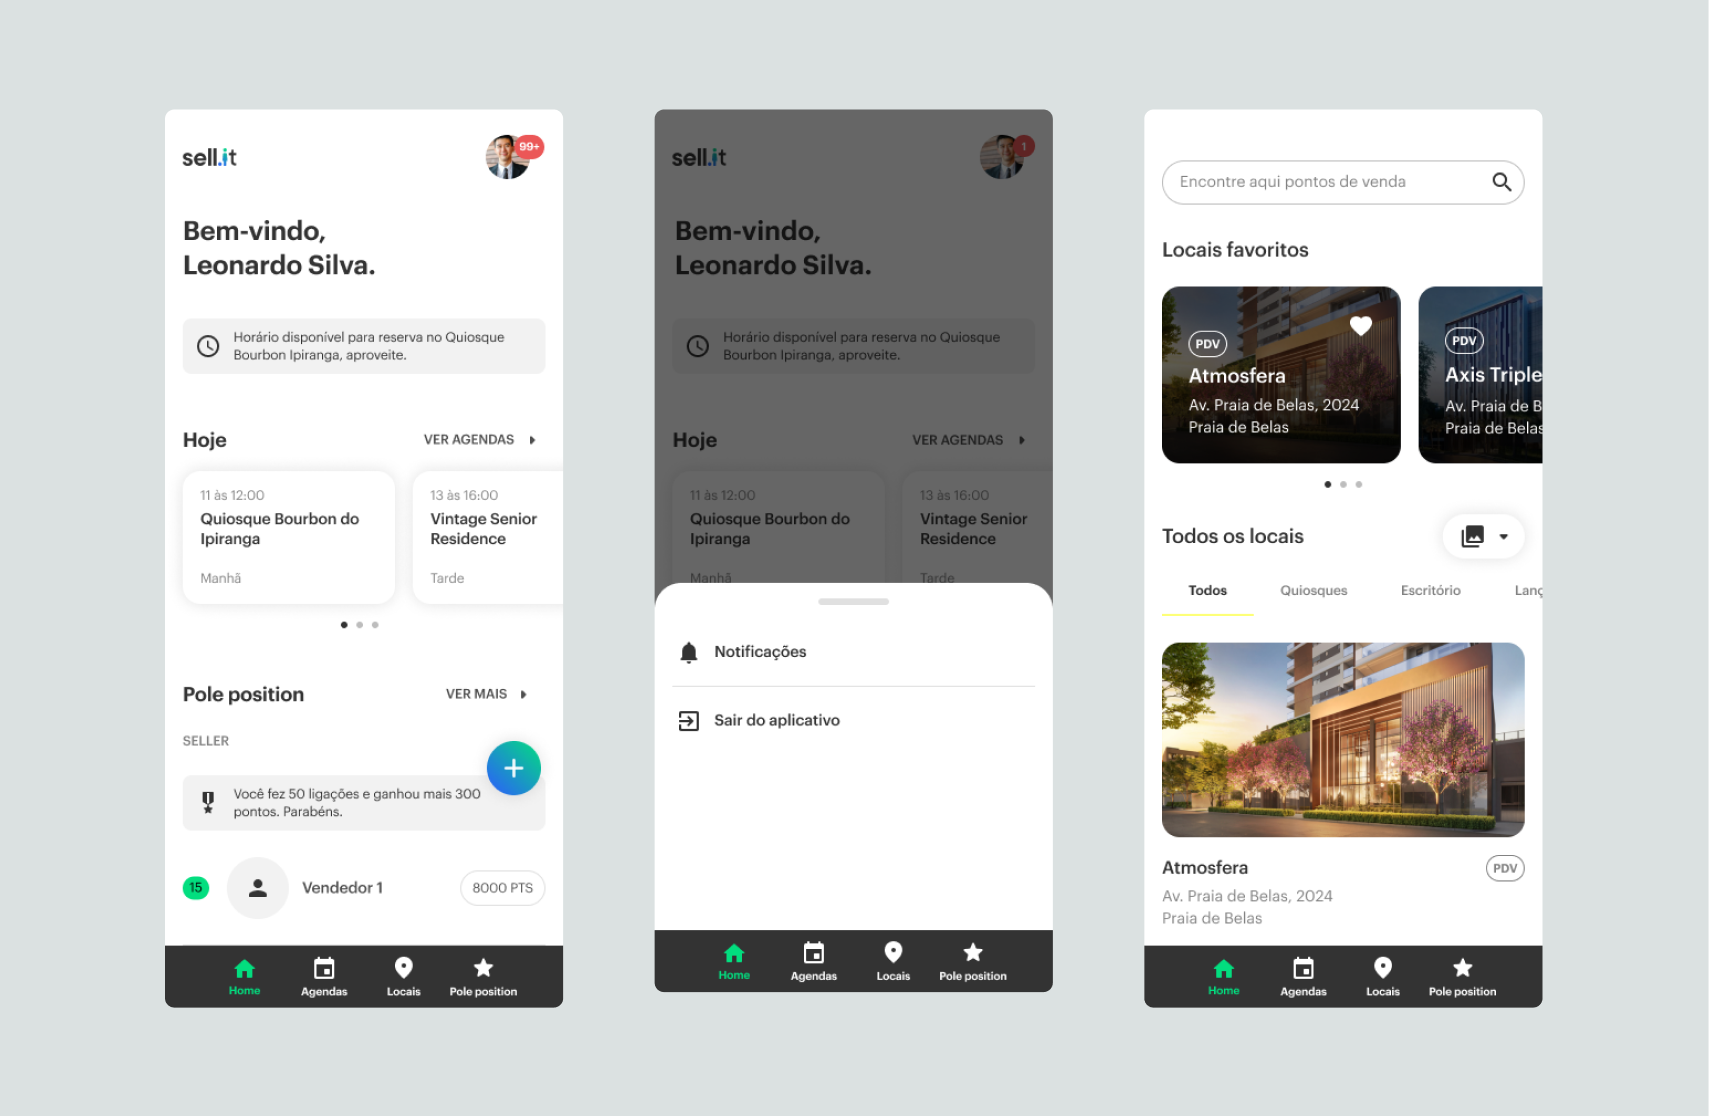 sell.it
99+
Bem-vindo,
Leonardo Silva.
Horário disponível para reserva no Quiosque
Bourbon Ipiranga, aproveite.
Hoje
VER AGENDAS
11 às 12:00
Quiosque Bourbon do
Ipiranga
Manhã
13 às 16:00
Vintage Senior
Residence
Tarde
Pole position
VER MAIS
SELLER
Você fez 50 ligações e ganhou mais 300
pontos. Parabéns.
15
Vendedor 1
8000 PTS
Home
Agendas
Locais
Pole position
sell.it
1
Bem-vindo,
Leonardo Silva.
Horário disponível para reserva no Quiosque
Bourbon Ipiranga, aproveite.
Hoje
VER AGENDAS
11 às 12:00
Quiosque Bourbon do
Ipiranga
Manhã
13 às 16:00
Vintage Senior
Residence
Tarde
Notificações
Sair do aplicativo
Home
Agendas
Locais
Pole position
Encontre aqui pontos de venda
Locais favoritos
PDV
Atmosfera
Av. Praia de Belas, 2024
Praia de Belas
PDV
Axis Triple
Av. Praia de B
Praia de Belas
Todos os locais
Todos
Quiosques
Escritório
Lanç
Atmosfera
PDV
Av. Praia de Belas, 2024
Praia de Belas
Home
Agendas
Locais
Pole position